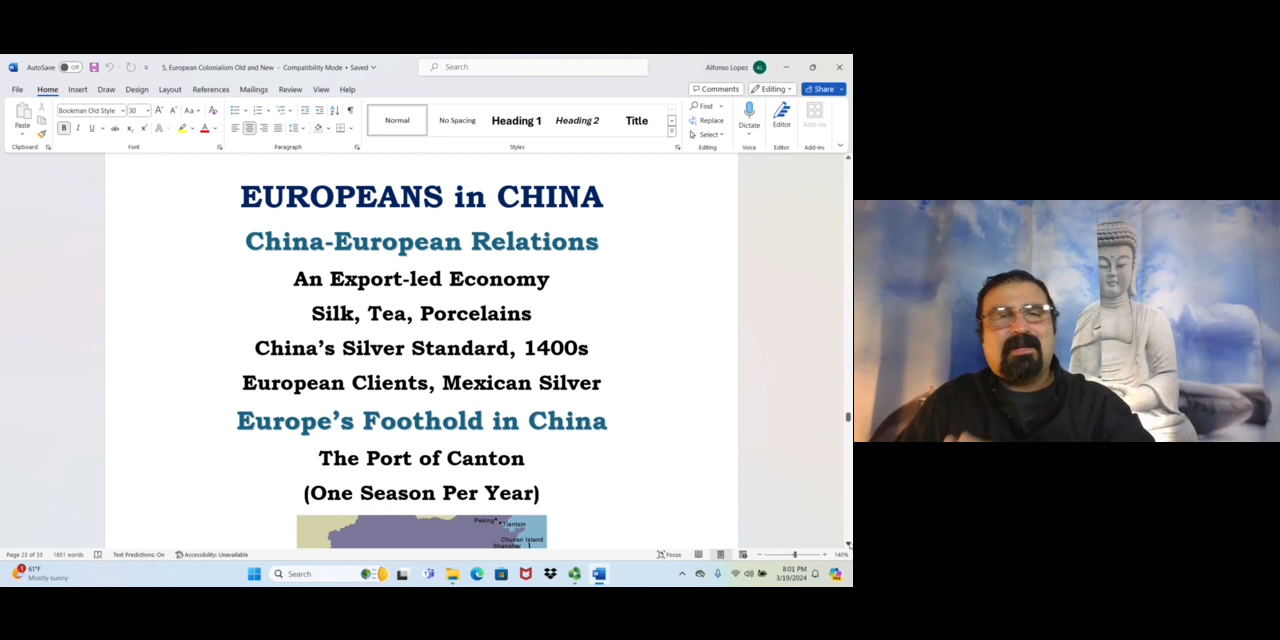 AutoSave Off 5, European Colonialism Old and New - Compatibility Mode • Saved Search Alfonso Lopez AL
File Home Insert Draw Design Layout References Mailings Review View Help Comments Editing Share
Paste Bookman Old Style 30 Normal No Spacing Heading 1 Heading 2 Title Find Replace Select Dictate Editor Add-ins
Clipboard Font Paragraph Styles Editing Voice Editor Add-ins
EUROPEANS in CHINA
China-European Relations
An Export-led Economy
Silk, Tea, Porcelains
China’s Silver Standard, 1400s
European Clients, Mexican Silver
Europe’s Foothold in China
The Port of Canton
(One Season Per Year)
Peking Tientsin
Chusan Island
Shanghai
Page 23 of 33 1651 words Text Predictions: On Accessibility: Unavailable Focus 140%
61°F
Mostly sunny
Search
8:01 PM
3/19/2024